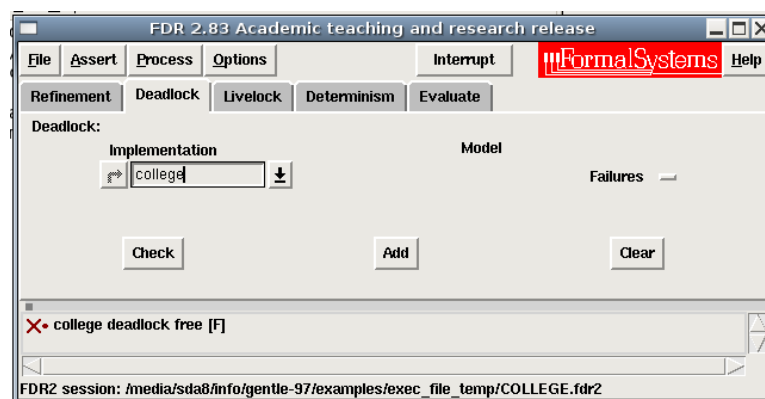 FDR 2.83 Academic teaching and research release
File Assert Process Options Interrupt FormalSystems Help
Refinement Deadlock Livelock Determinism Evaluate
Deadlock:
Implementation Model
college Failures
Check Add Clear
college deadlock free [F]
FDR2 session: /media/sda8/info/gentle-97/examples/exec_file_temp/COLLEGE.fdr2